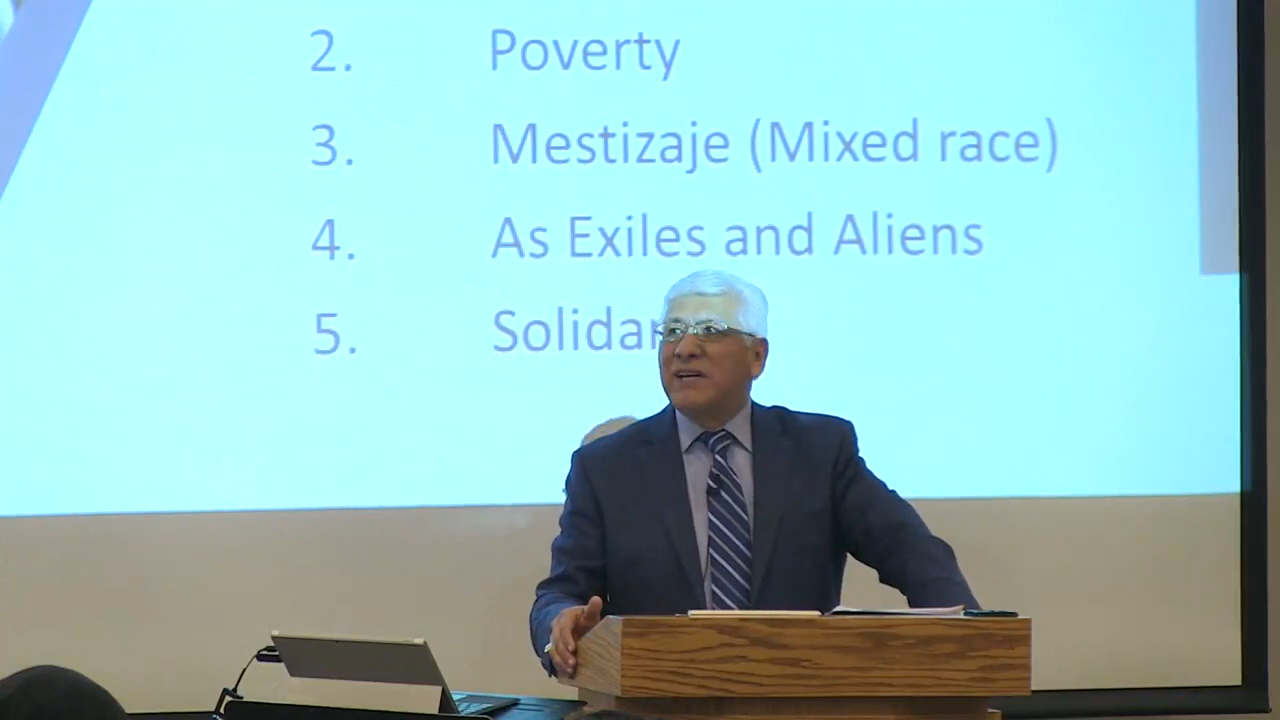 2. Poverty
3. Mestizaje (Mixed race)
4. As Exiles and Aliens
5.